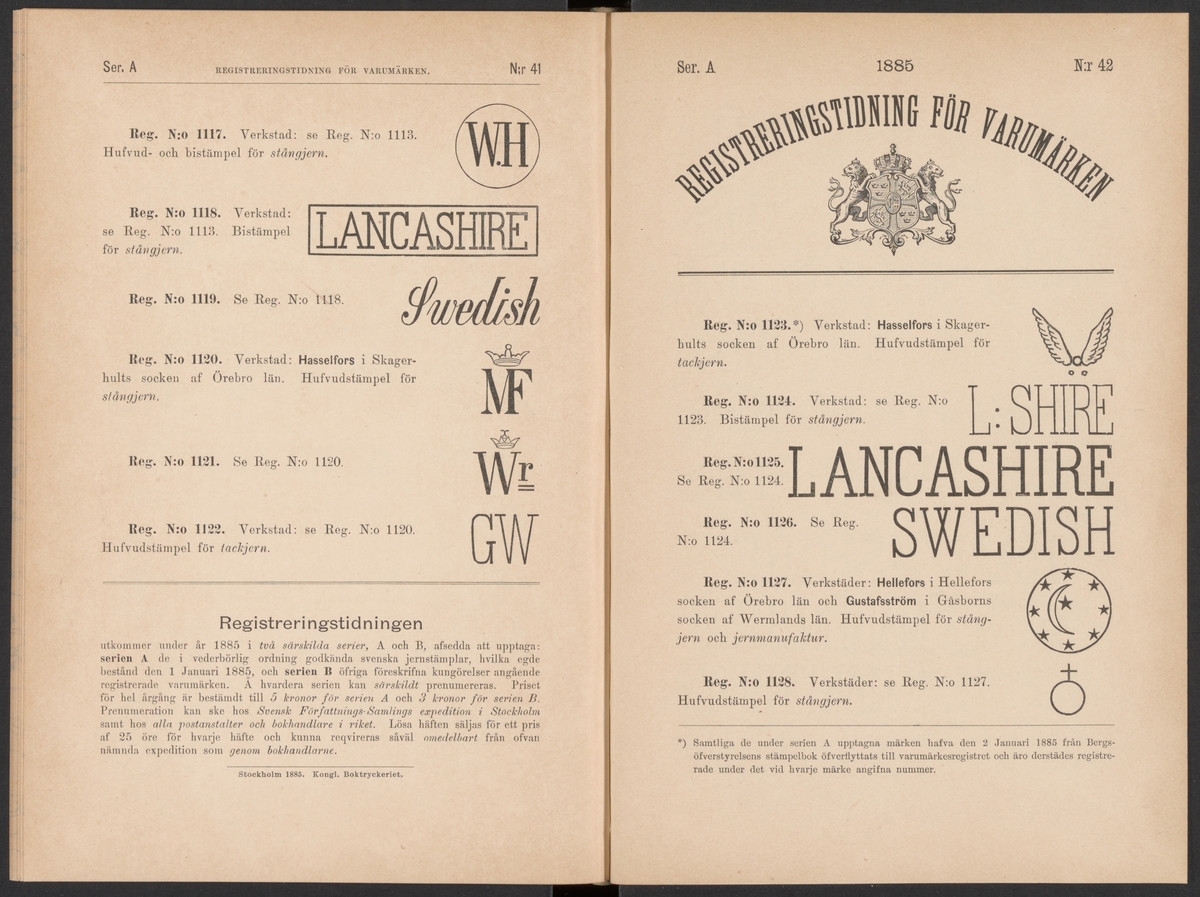 Ser. A REGISTRERINGSTIDNING FÖR VARUMÄRKEN. N:r 41
Reg. N:o 1117. Verkstad: se Reg. N:o 1113.
Hufvud- och bistämpel för stångjern.
W.H
Reg. N:o 1118. Verkstad:
se Reg. N:o 1113. Bistämpel
för stångjern.
LANCASHIRE
Reg. N:o 1119. Se Reg. N:o 1118.
Swedish
Reg. N:o 1120. Verkstad: Hasselfors i Skager-
hults socken af Örebro län. Hufvudstämpel för
stångjern.
MF
Reg. N:o 1121. Se Reg. N:o 1120.
Wr
Reg. N:o 1122. Verkstad: se Reg. N:o 1120.
Hufvudstämpel för tackjern.
GW
Registreringstidningen
utkommer under år 1885 i två särskilda serier, A och B, afsedda att upptaga:
serien A de i vederbörlig ordning godkända svenska jernstämplar, hvilka egde
bestånd den 1 Januari 1885, och serien B öfriga föreskrifna kungörelser angående
registrerade varumärken. Å hvardera serien kan särskildt prenumereras. Priset
för hel årgång är bestämdt till 5 kronor för serien A och 3 kronor för serien B.
Prenumeration kan ske hos Svensk Författnings-Samlings expedition i Stockholm
samt hos alla postanstalter och bokhandlare i riket. Lösa häften säljas för ett pris
af 25 öre för hvarje häfte och kunna reqvireras såväl omedelbart från ofvan
nämnda expedition som genom bokhandlarne.
Stockholm 1885. Kongl. Boktryckeriet.
Ser. A 1885 N:r 42
REGISTRERINGSTIDNING FÖR VARUMÄRKEN
Reg. N:o 1123.*) Verkstad: Hasselfors i Skager-
hults socken af Örebro län. Hufvudstämpel för
tackjern.
Reg. N:o 1124. Verkstad: se Reg. N:o
1123. Bistämpel för stångjern.
L: SHIRE
Reg. N:o 1125.
Se Reg. N:o 1124.
LANCASHIRE
Reg. N:o 1126. Se Reg.
N:o 1124.
SWEDISH
Reg. N:o 1127. Verkstäder: Hellefors i Hellefors
socken af Örebro län och Gustafsström i Gåsborns
socken af Wermlands län. Hufvudstämpel för stång-
jern och jernmanufaktur.
Reg. N:o 1128. Verkstäder: se Reg. N:o 1127.
Hufvudstämpel för stångjern.
*) Samtliga de under serien A upptagna märken hafva den 2 Januari 1885 från Bergs-
öfverstyrelsens stämpelbok öfverflyttats till varumärkesregistret och äro derstädes registre-
rade under det vid hvarje märke angifna nummer.